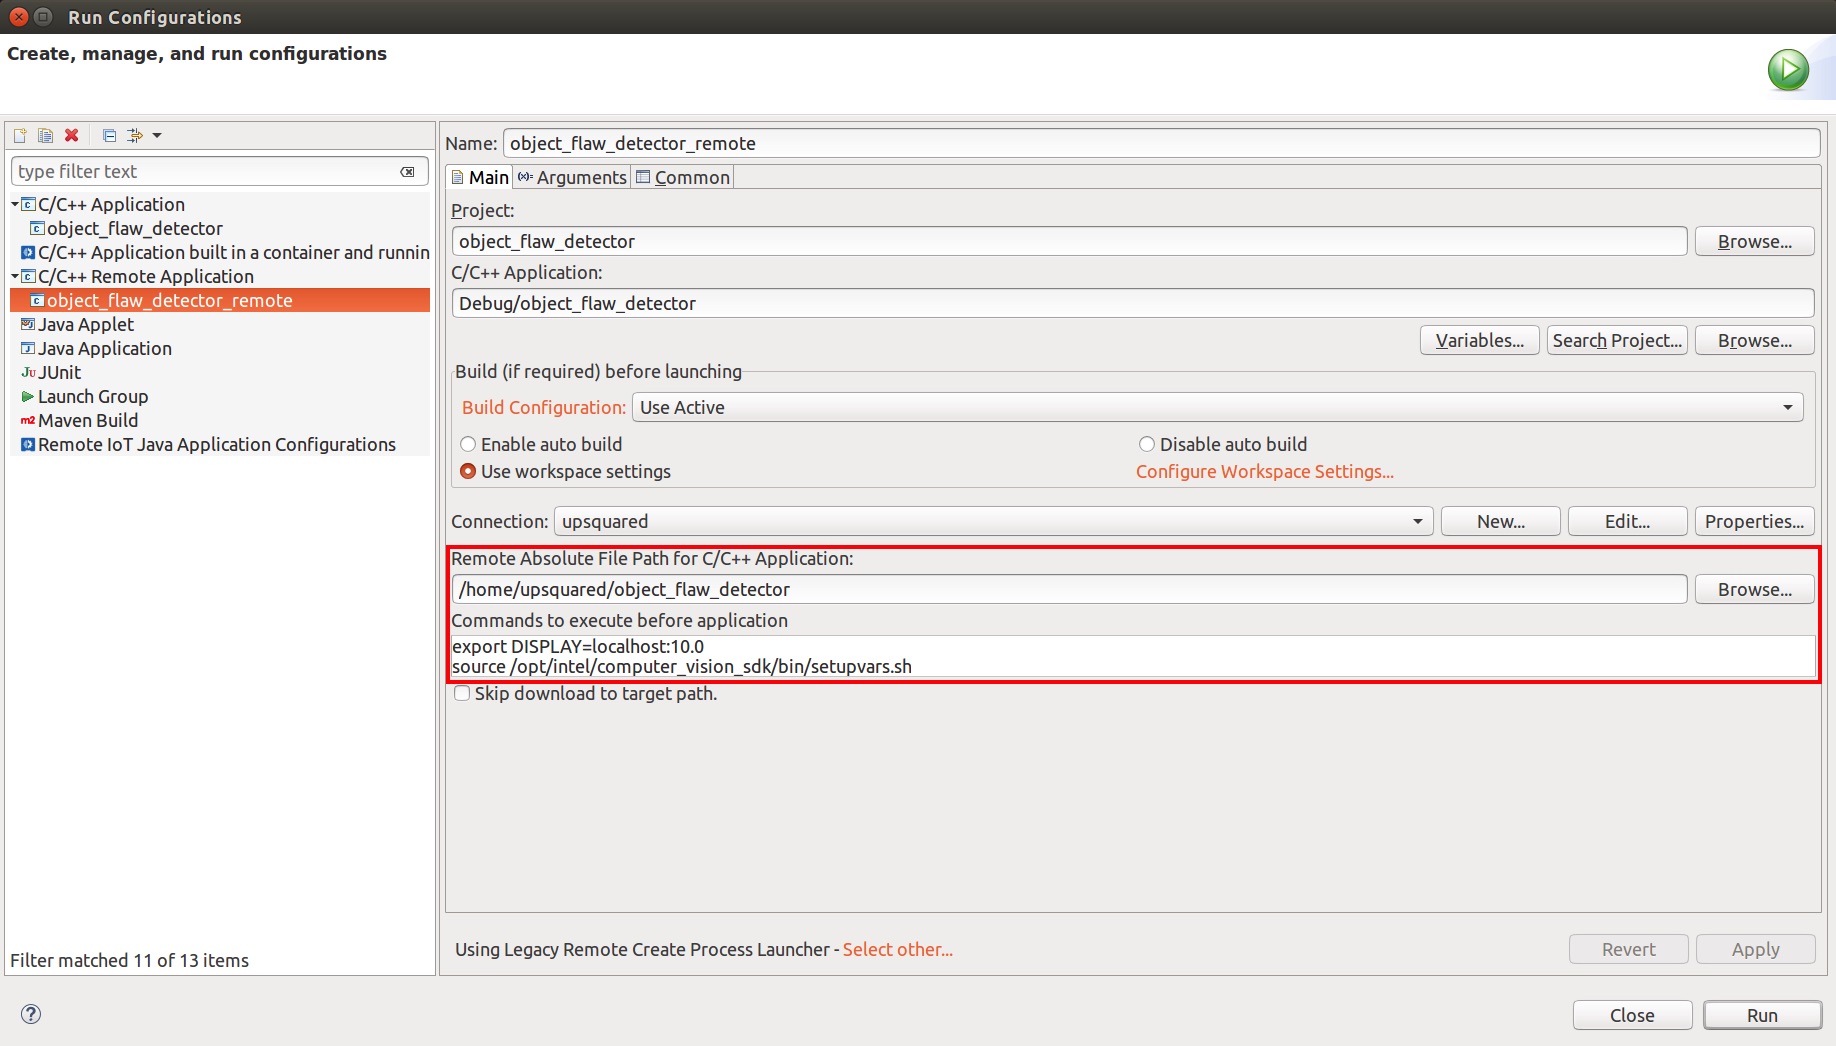 Run Configurations
Create, manage, and run configurations
type filter text
C/C++ Application
object_flaw_detector
C/C++ Application built in a container and runnin
C/C++ Remote Application
object_flaw_detector_remote
Java Applet
Java Application
JUnit
Launch Group
Maven Build
Remote IoT Java Application Configurations
Filter matched 11 of 13 items
Name: object_flaw_detector_remote
Main Arguments Common
Project:
object_flaw_detector Browse...
C/C++ Application:
Debug/object_flaw_detector
Variables... Search Project... Browse...
Build (if required) before launching
Build Configuration: Use Active
Enable auto build Disable auto build
Use workspace settings Configure Workspace Settings...
Connection: upsquared New... Edit... Properties...
Remote Absolute File Path for C/C++ Application:
/home/upsquared/object_flaw_detector Browse...
Commands to execute before application
export DISPLAY=localhost:10.0
source /opt/intel/computer_vision_sdk/bin/setupvars.sh
Skip download to target path.
Using Legacy Remote Create Process Launcher - Select other... Revert Apply
Close Run